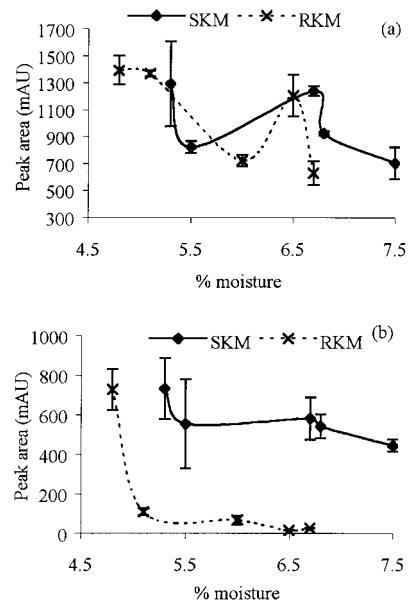 SKM RKM (a)
1700
1500
1300
1100
900
700
500
300
Peak area (mAU)
4.5 5.5 6.5 7.5
% moisture
SKM RKM (b)
1000
800
600
400
200
0
Peak area (mAU)
4.5 5.5 6.5 7.5
% moisture